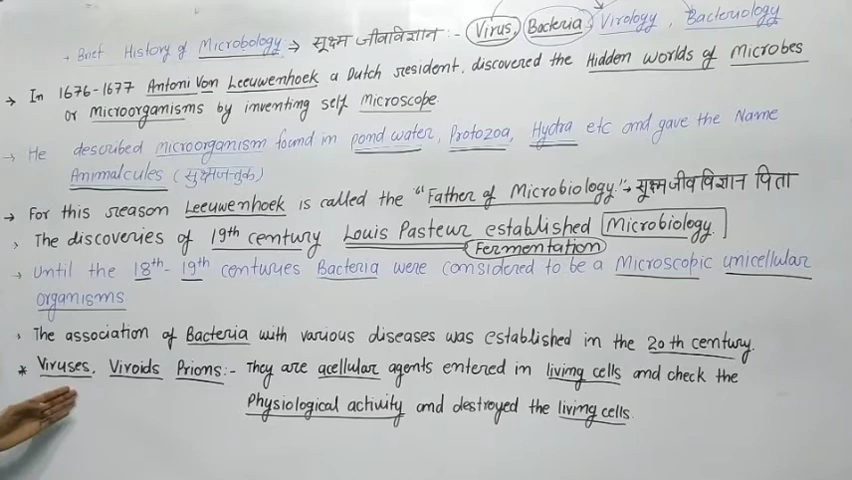 Brief History of Microbology → सूक्ष्म जीवविज्ञान :- Virus, Bacteria, Virology, Bacteriology
→ In 1676-1677 Antoni Von Leeuwenhoek a Dutch resident, discovered the Hidden worlds of Microbes
or Microorganisms by inventing self Microscope.
→ He described microorganism found in pond water, Protozoa, Hydra etc and gave the Name
Animalcules (सूक्ष्मजन्तुक)
→ For this reason Leeuwenhoek is called the "Father of Microbiology" → सूक्ष्मजीवविज्ञान पिता
› The discoveries of 19th century Louis Pasteur established Microbiology.
Fermentation
→ Until the 18th-19th centuryes Bacteria were considered to be a Microscopic unicellular
organisms
› The association of Bacteria with various diseases was established in the 20th century.
* Viruses, Viroids Prions:- They are acellular agents entered in living cells and check the
Physiological activity and destroyed the living cells.